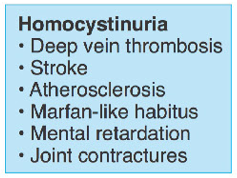 Homocystinuria
• Deep vein thrombosis
• Stroke
• Atherosclerosis
• Marfan-like habitus
• Mental retardation
• Joint contractures